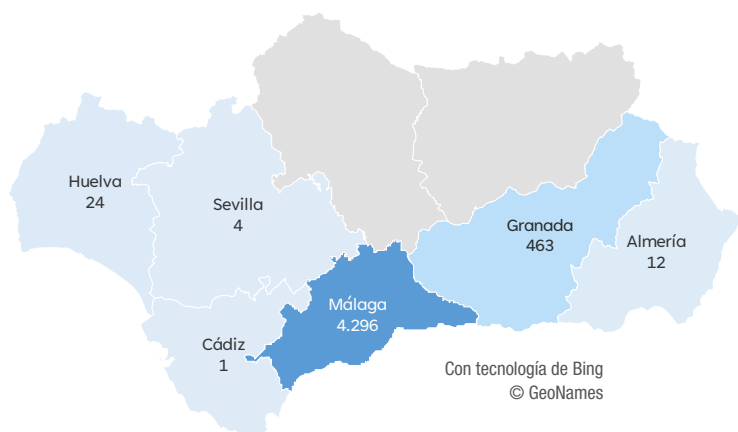 Huelva
24
Sevilla
4
Granada
463
Almería
12
Málaga
4.296
Cádiz
1
Con tecnología de Bing
© GeoNames